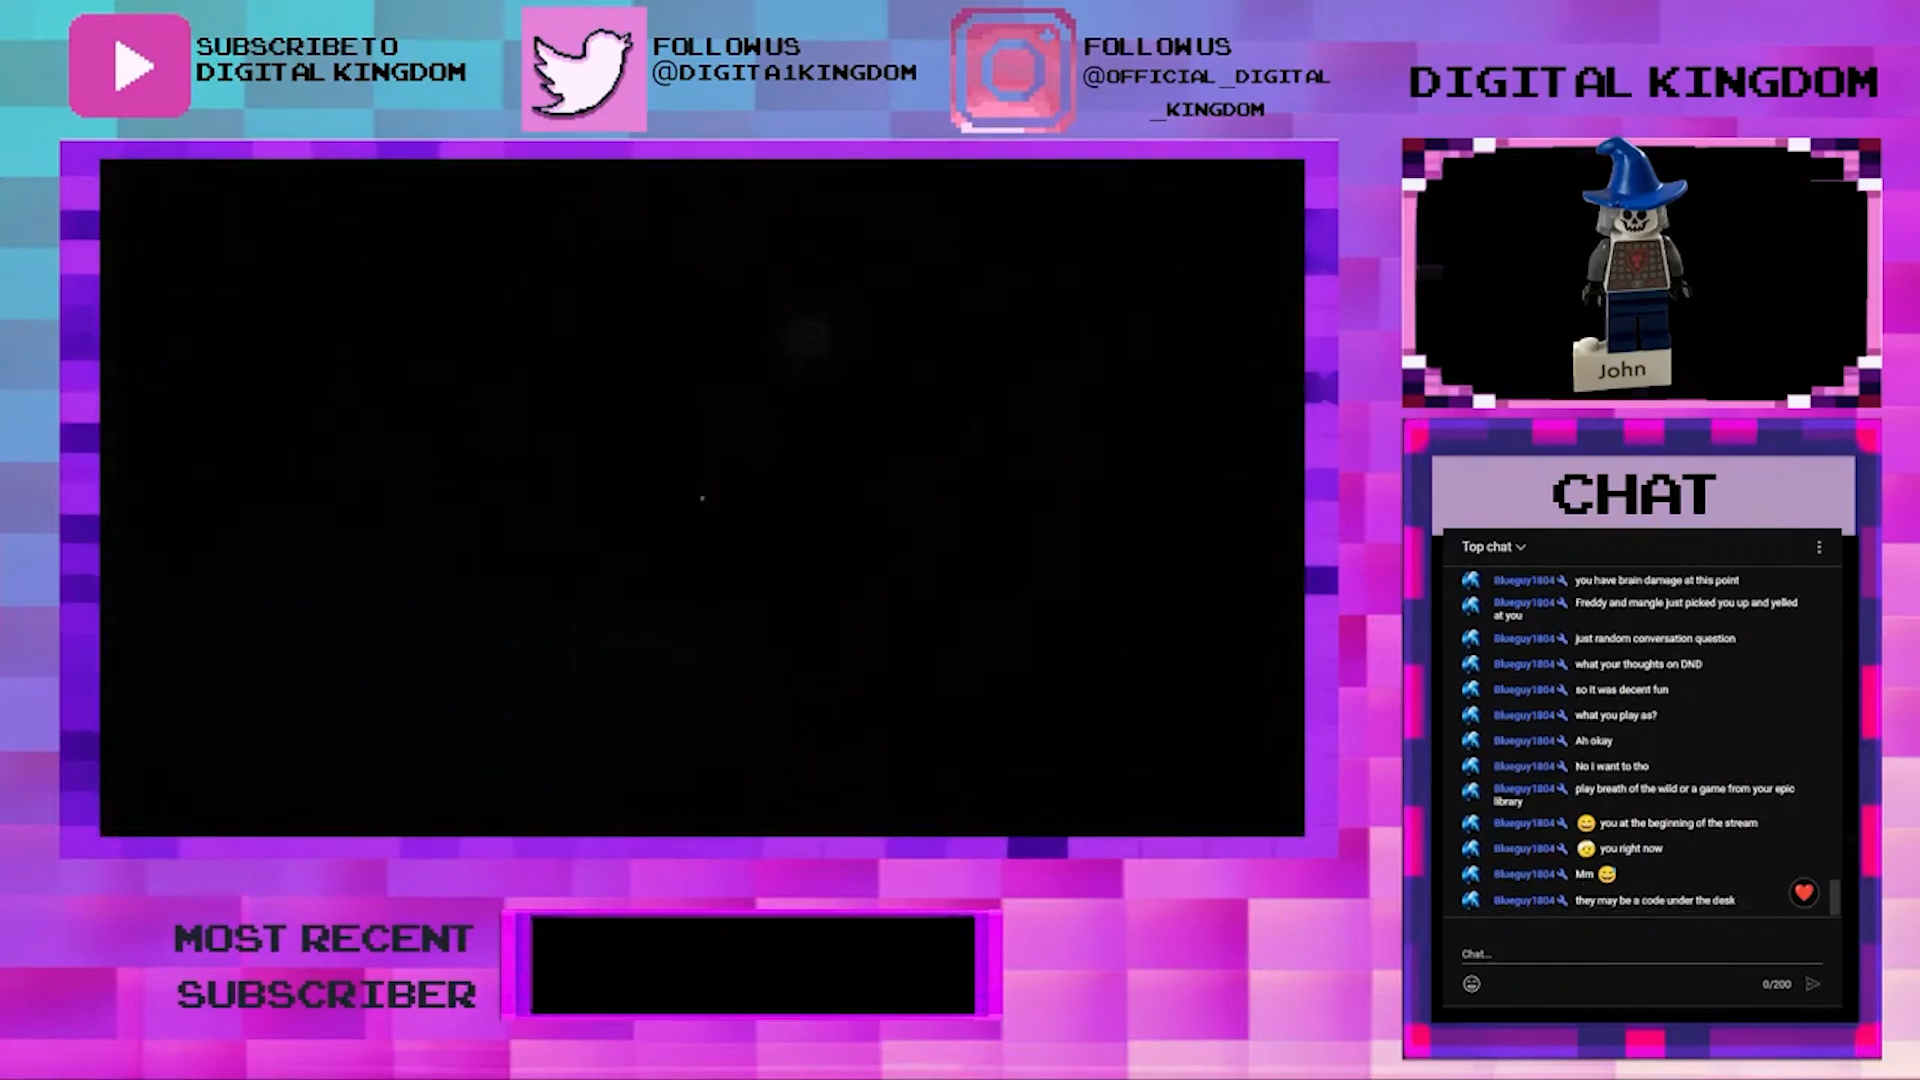 SUBSCRIBE TO
DIGITAL KINGDOM
FOLLOW US
@DIGITA1KINGDOM
FOLLOW US
@OFFICIAL_DIGITAL
_KINGDOM
DIGITAL KINGDOM
John
CHAT
Top chat
Blueguy1804 you have brain damage at this point
Blueguy1804 Freddy and mangle just picked you up and yelled
at you
Blueguy1804 just random conversation question
Blueguy1804 what your thoughts on DND
Blueguy1804 so it was decent fun
Blueguy1804 what you play as?
Blueguy1804 Ah okay
Blueguy1804 No I want to tho
Blueguy1804 play breath of the wild or a game from your epic
library
Blueguy1804 😄 you at the beginning of the stream
Blueguy1804 🤕 you right now
Blueguy1804 Mm 😅
Blueguy1804 they may be a code under the desk
Chat...
0/200
MOST RECENT
SUBSCRIBER